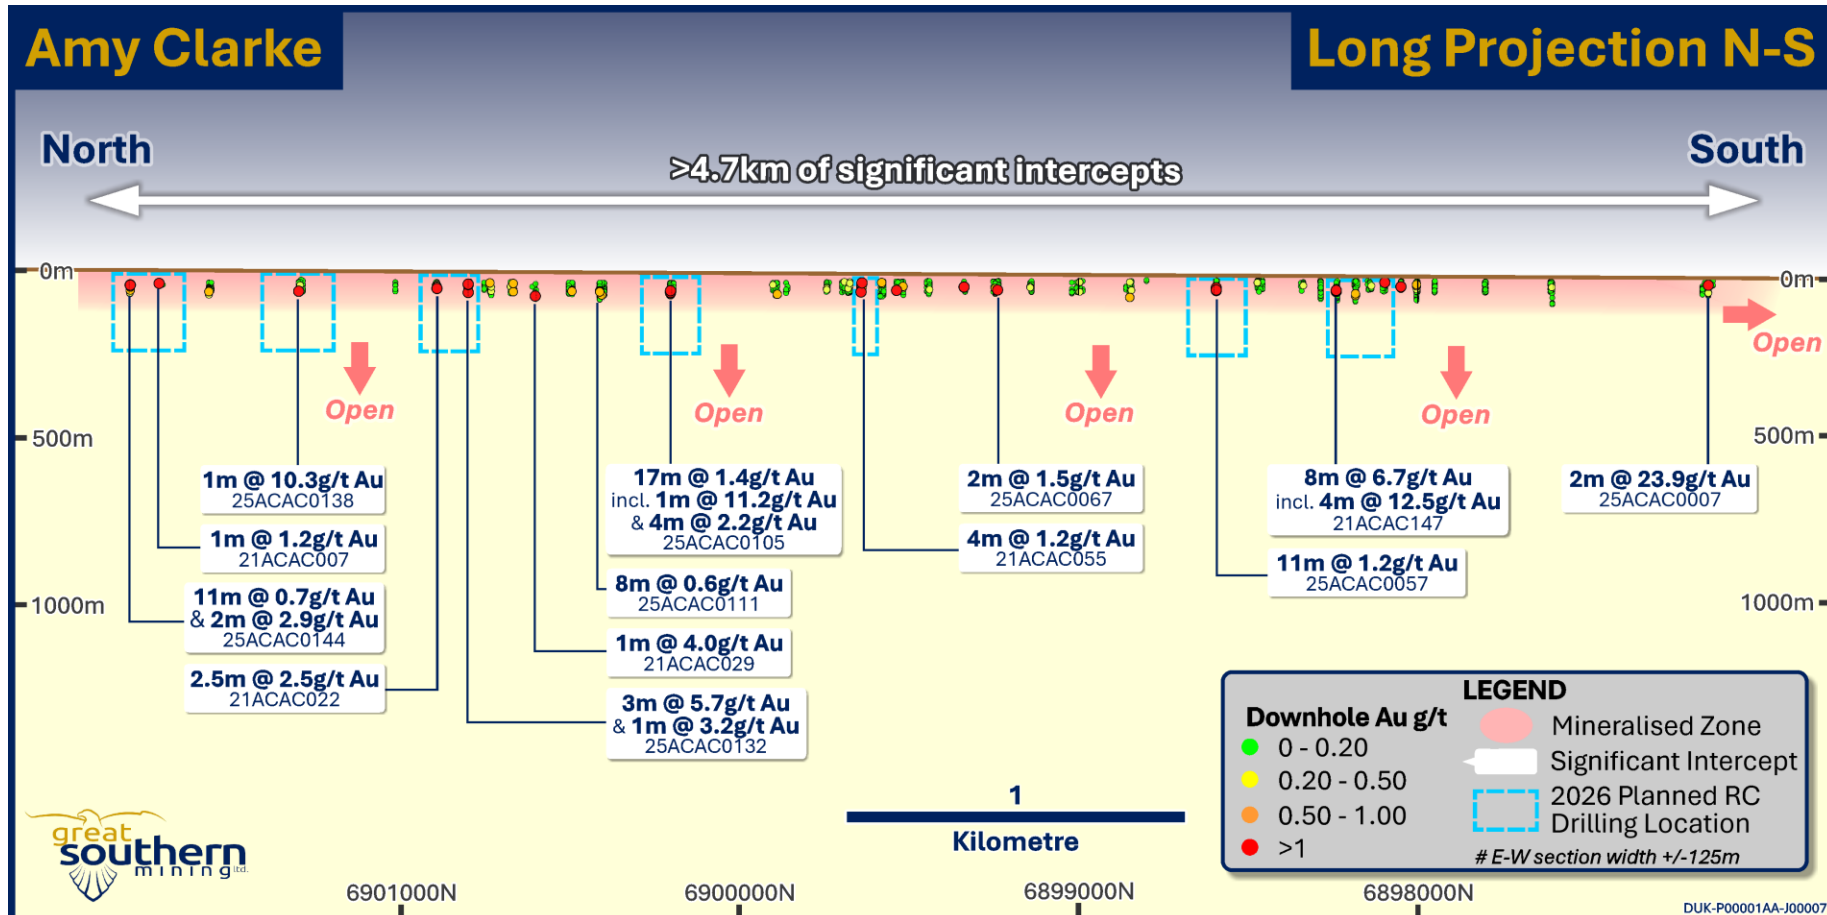 Amy Clarke
Long Projection N-S
North
South
>4.7km of significant intercepts
0m
0m
Open
Open
Open
Open
Open
500m
500m
1m @ 10.3g/t Au
25ACAC0138
1m @ 1.2g/t Au
21ACAC007
11m @ 0.7g/t Au
& 2m @ 2.9g/t Au
25ACAC0144
2.5m @ 2.5g/t Au
21ACAC022
17m @ 1.4g/t Au
incl. 1m @ 11.2g/t Au
& 4m @ 2.2g/t Au
25ACAC0105
8m @ 0.6g/t Au
25ACAC0111
1m @ 4.0g/t Au
21ACAC029
3m @ 5.7g/t Au
& 1m @ 3.2g/t Au
25ACAC0132
2m @ 1.5g/t Au
25ACAC0067
4m @ 1.2g/t Au
21ACAC055
8m @ 6.7g/t Au
incl. 4m @ 12.5g/t Au
21ACAC147
11m @ 1.2g/t Au
25ACAC0057
2m @ 23.9g/t Au
25ACAC0007
1000m
1000m
LEGEND
Downhole Au g/t
0 - 0.20
0.20 - 0.50
0.50 - 1.00
>1
Mineralised Zone
Significant Intercept
2026 Planned RC
Drilling Location
# E-W section width +/-125m
1
Kilometre
great
southern
mining ltd.
6901000N
6900000N
6899000N
6898000N
DUK-P00001AA-J00007